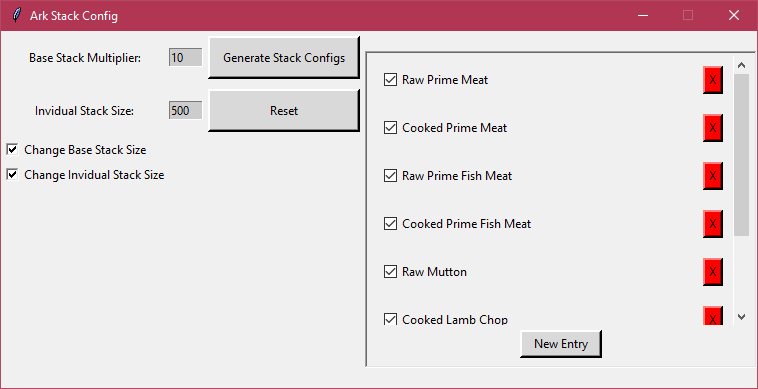 Ark Stack Config
Base Stack Multiplier:
10
Generate Stack Configs
Invidual Stack Size:
500
Reset
Change Base Stack Size
Change Invidual Stack Size
Raw Prime Meat
X
Cooked Prime Meat
X
Raw Prime Fish Meat
X
Cooked Prime Fish Meat
X
Raw Mutton
X
Cooked Lamb Chop
X
New Entry